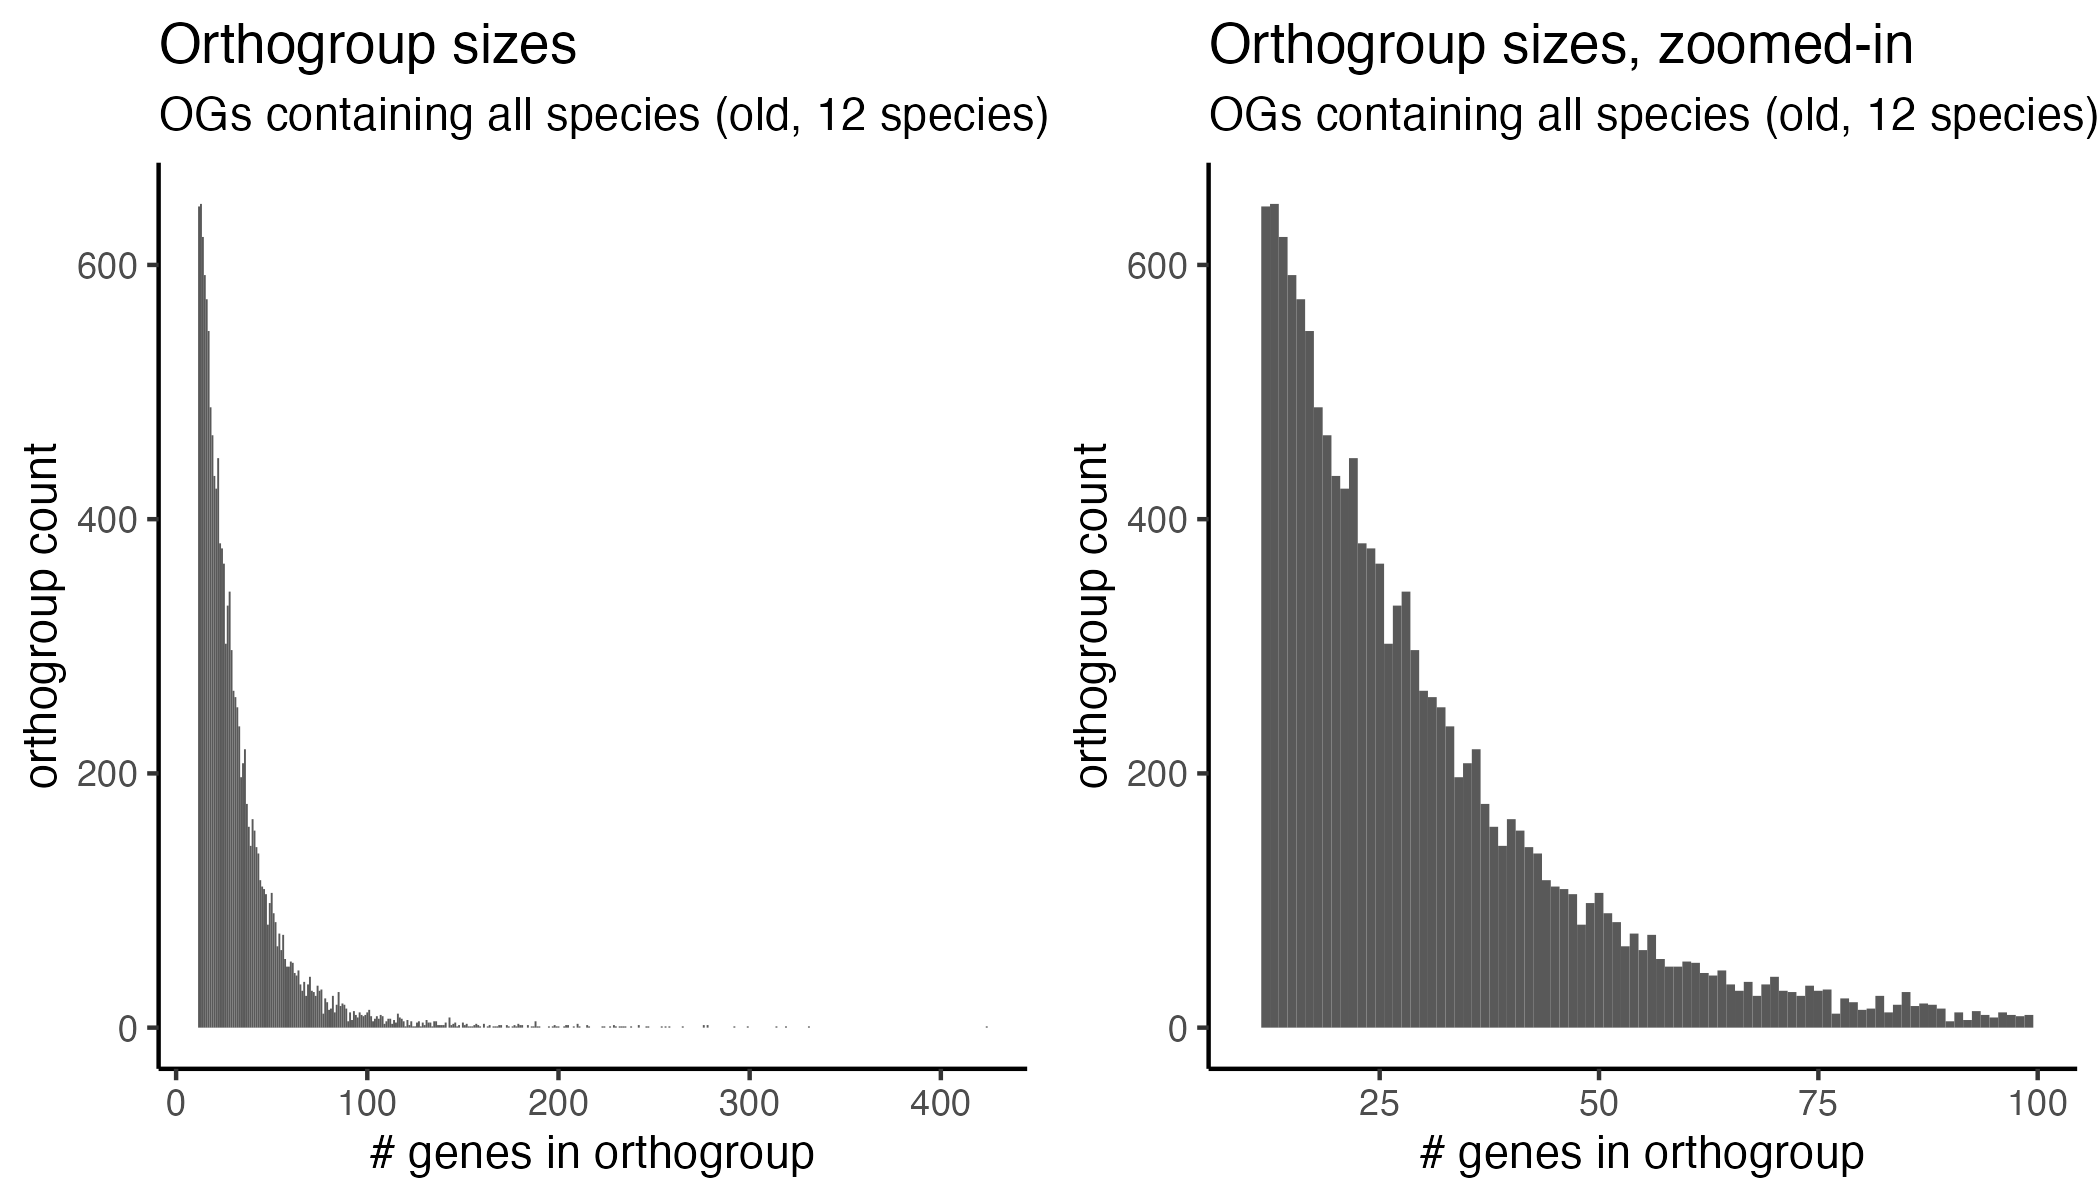 Orthogroup sizes
OGs containing all species (old, 12 species)
orthogroup count
600
400
200
0
0 100 200 300 400
# genes in orthogroup
Orthogroup sizes, zoomed-in
OGs containing all species (old, 12 species)
orthogroup count
600
400
200
0
25 50 75 100
# genes in orthogroup